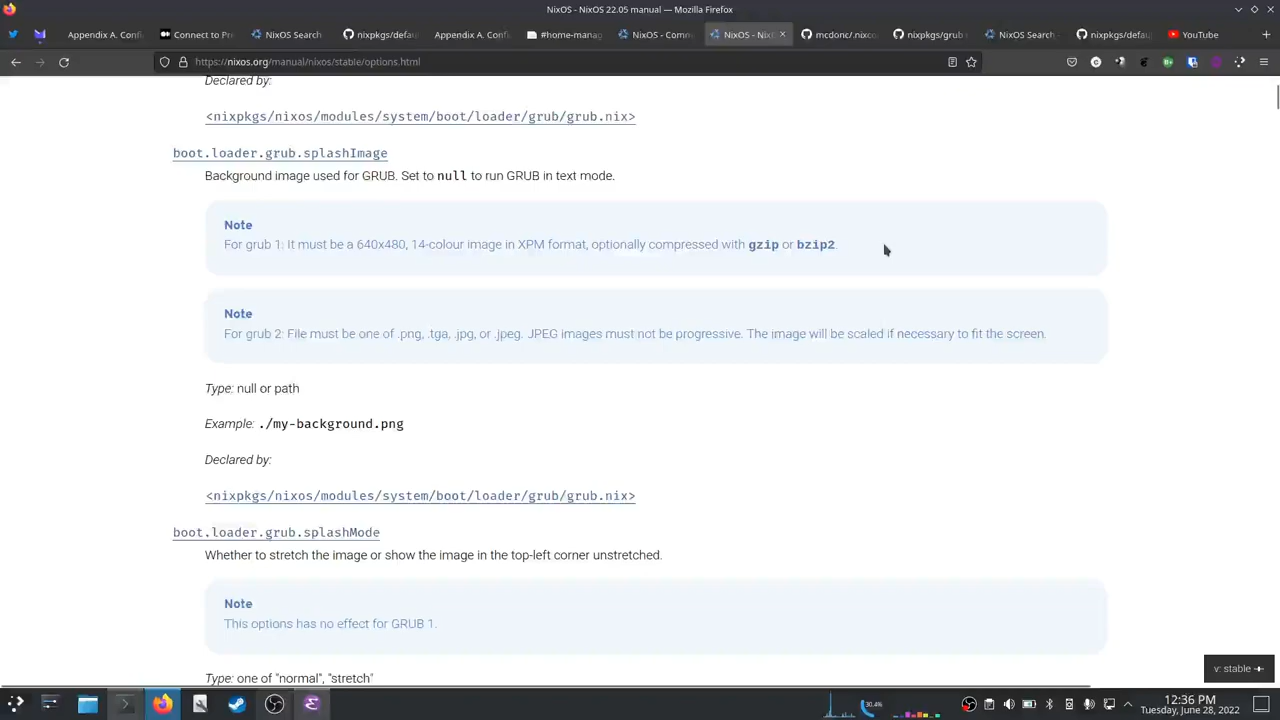 NixOS - NixOS 22.05 manual — Mozilla Firefox
Appendix A. Confi
Connect to Pre
NixOS Search
nixpkgs/defau
Appendix A. Confi
#home-manag
NixOS - Comm
NixOS - NixO
mcdonc/.nixco
nixpkgs/grub
NixOS Search
nixpkgs/defau
YouTube
https://nixos.org/manual/nixos/stable/options.html
Declared by:
<nixpkgs/nixos/modules/system/boot/loader/grub/grub.nix>
boot.loader.grub.splashImage
Background image used for GRUB. Set to null to run GRUB in text mode.
Note
For grub 1: It must be a 640x480, 14-colour image in XPM format, optionally compressed with gzip or bzip2.
Note
For grub 2: File must be one of .png, .tga, .jpg, or .jpeg. JPEG images must not be progressive. The image will be scaled if necessary to fit the screen.
Type: null or path
Example: ./my-background.png
Declared by:
<nixpkgs/nixos/modules/system/boot/loader/grub/grub.nix>
boot.loader.grub.splashMode
Whether to stretch the image or show the image in the top-left corner unstretched.
Note
This options has no effect for GRUB 1.
Type: one of "normal", "stretch"
v: stable
30.4%
12:36 PM
Tuesday, June 28, 2022